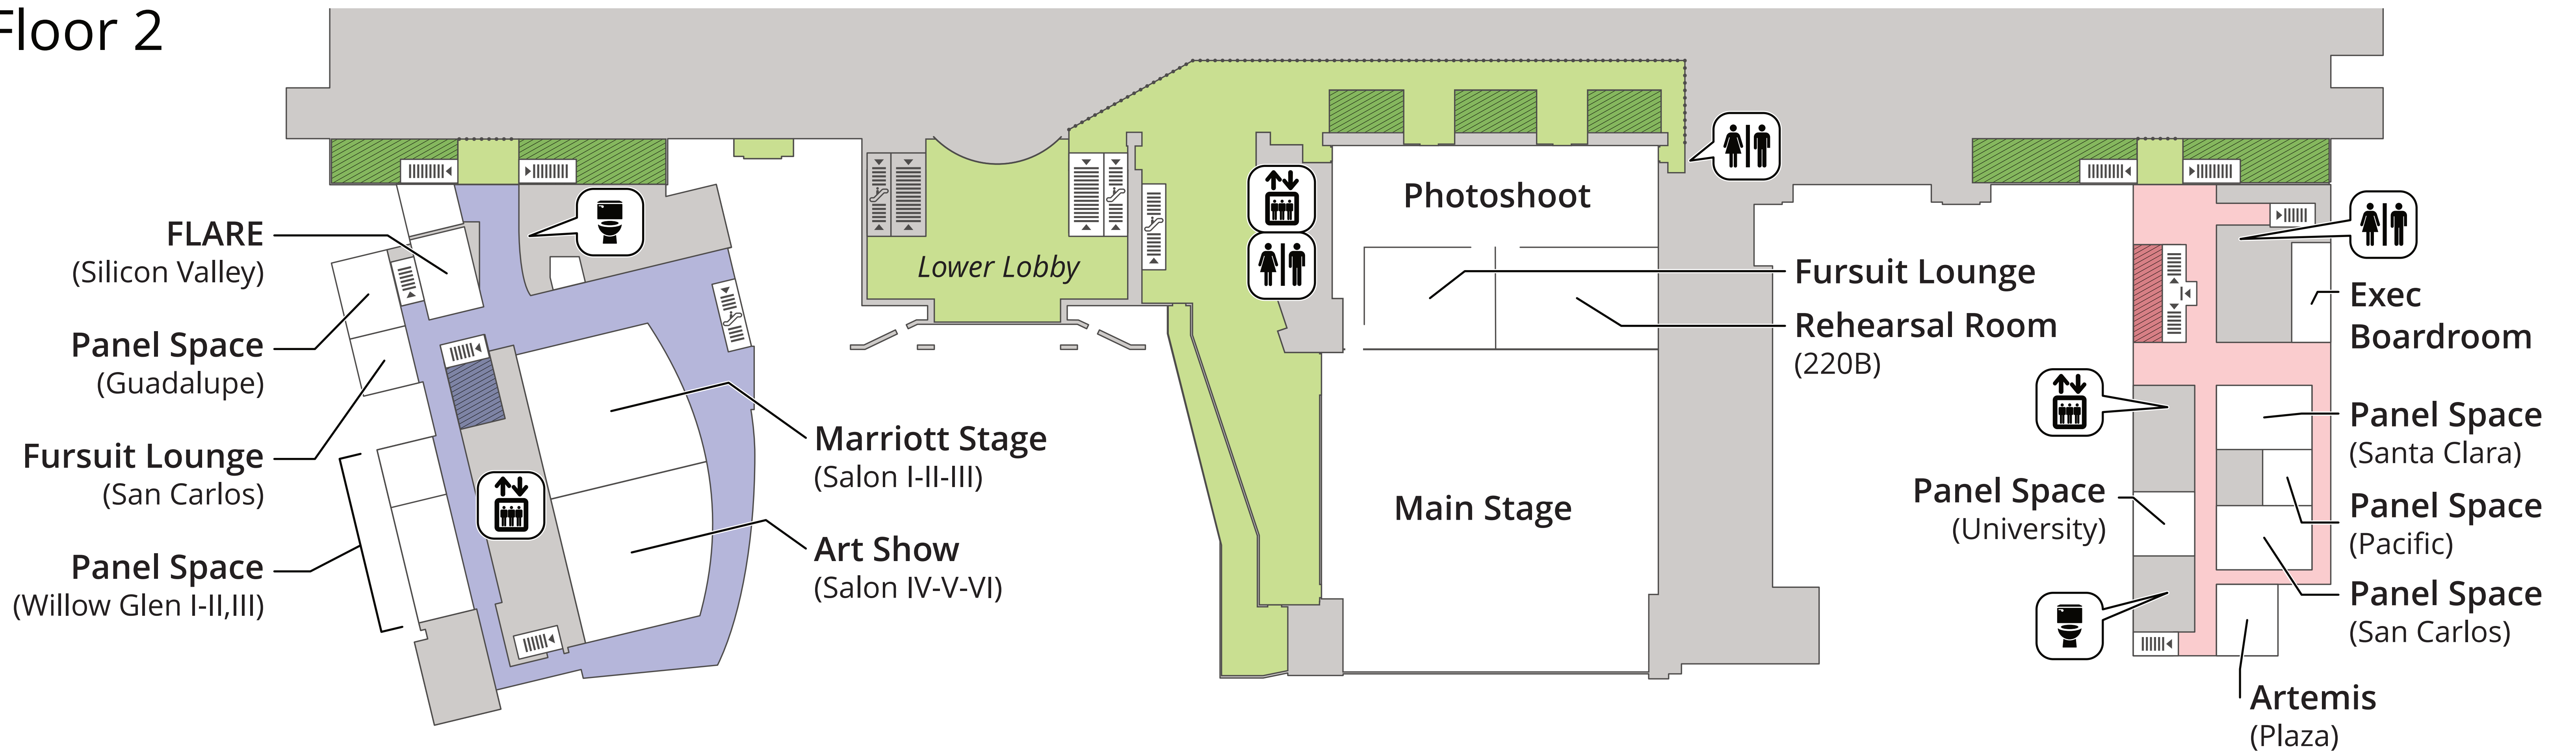 Floor 2
FLARE
(Silicon Valley)
Panel Space
(Guadalupe)
Fursuit Lounge
(San Carlos)
Panel Space
(Willow Glen I-II,III)
Marriott Stage
(Salon I-II-III)
Art Show
(Salon IV-V-VI)
Lower Lobby
Photoshoot
Fursuit Lounge
Rehearsal Room
(220B)
Main Stage
Exec
Boardroom
Panel Space
(Santa Clara)
Panel Space
(University)
Panel Space
(Pacific)
Panel Space
(San Carlos)
Artemis
(Plaza)